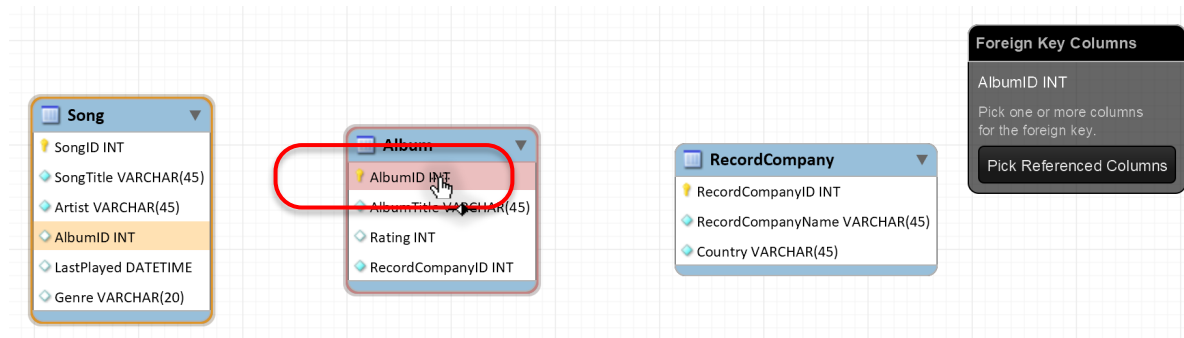 Song
SongID INT
SongTitle VARCHAR(45)
Artist VARCHAR(45)
AlbumID INT
LastPlayed DATETIME
Genre VARCHAR(20)
Album
AlbumID INT
AlbumTitle VARCHAR(45)
Rating INT
RecordCompanyID INT
RecordCompany
RecordCompanyID INT
RecordCompanyName VARCHAR(45)
Country VARCHAR(45)
Foreign Key Columns
AlbumID INT
Pick one or more columns
for the foreign key.
Pick Referenced Columns